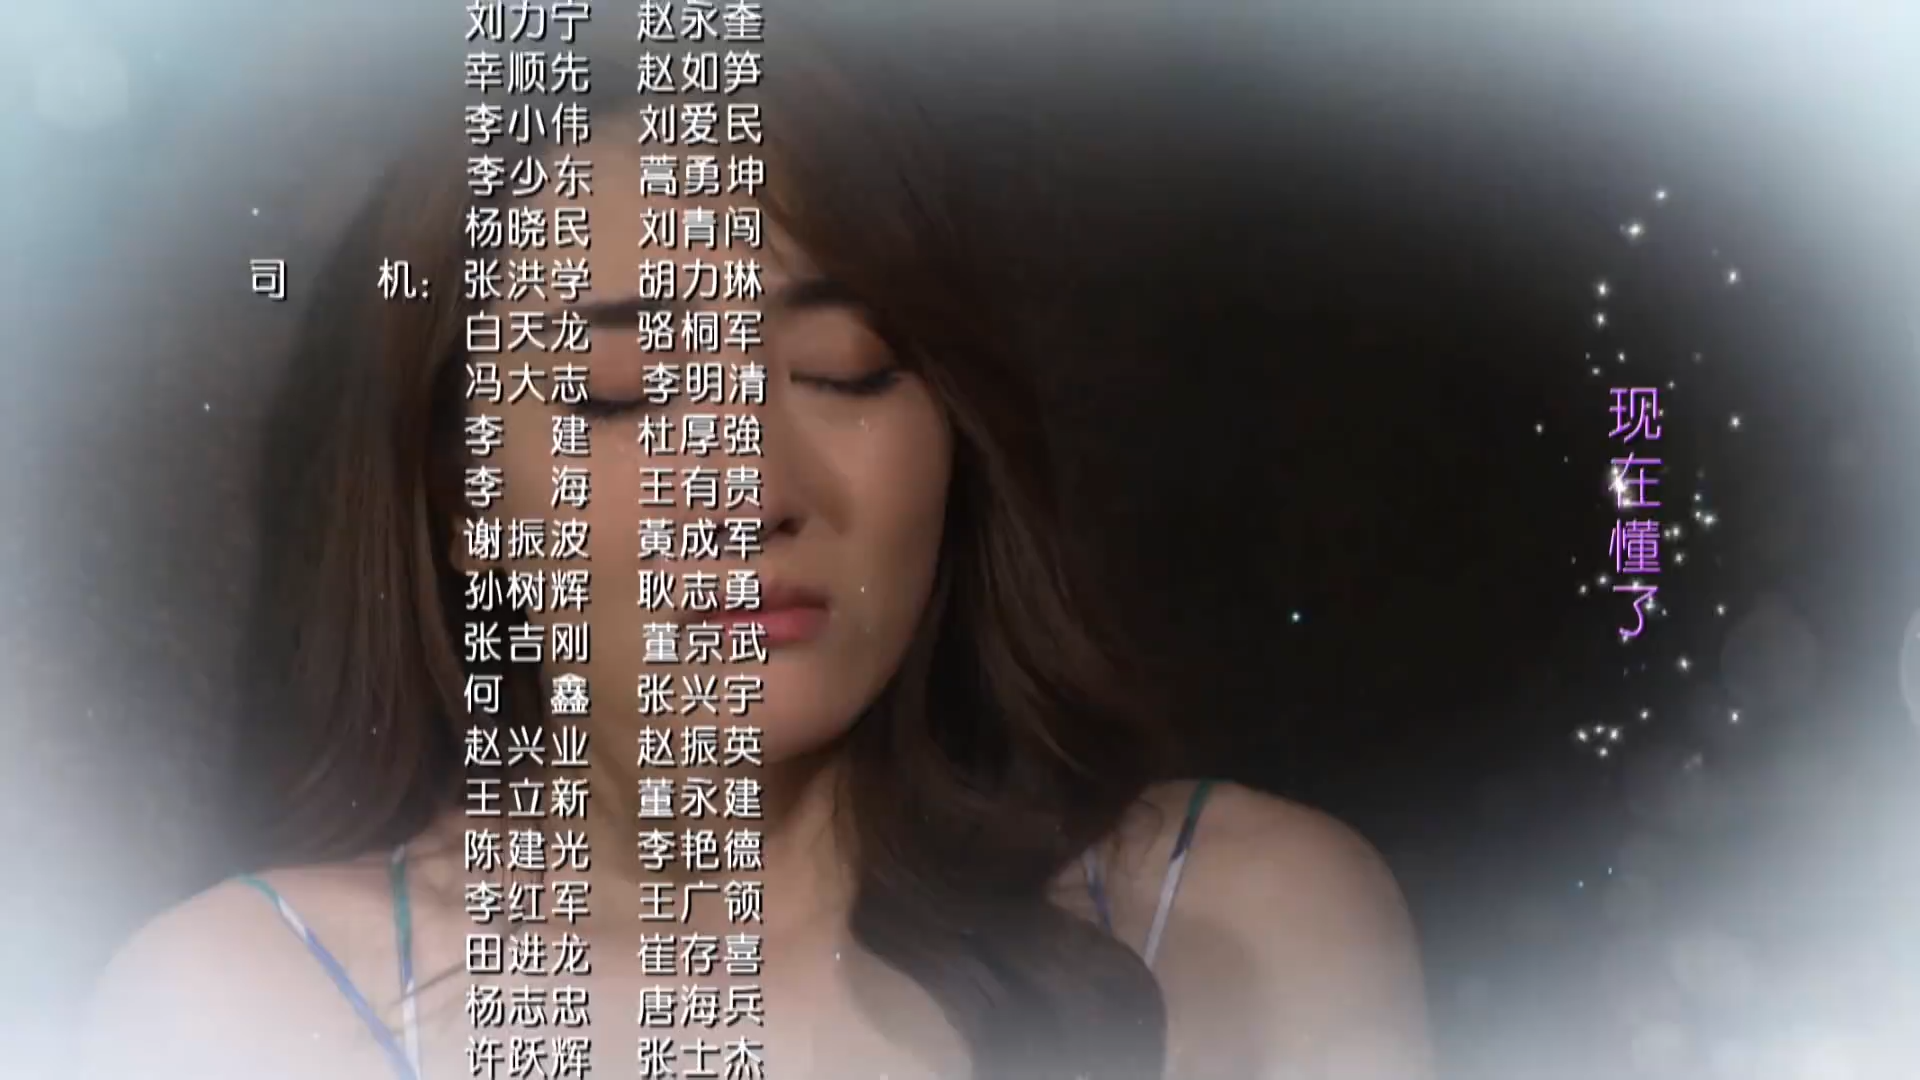 刘力宁 赵永奎
幸顺先 赵如笋
李小伟 刘爱民
李少东 蒿勇坤
杨晓民 刘青闯
司 机：张洪学 胡力琳
白天龙 骆桐军
冯大志 李明清
李 建 杜厚強
李 海 王有贵
谢振波 黄成军
孙树辉 耿志勇
张吉刚 董京武
何 鑫 张兴宇
赵兴业 赵振英
王立新 董永建
陈建光 李艳德
李红军 王广领
田进龙 崔存喜
杨志忠 唐海兵
许跃辉 张士杰
现在懂了